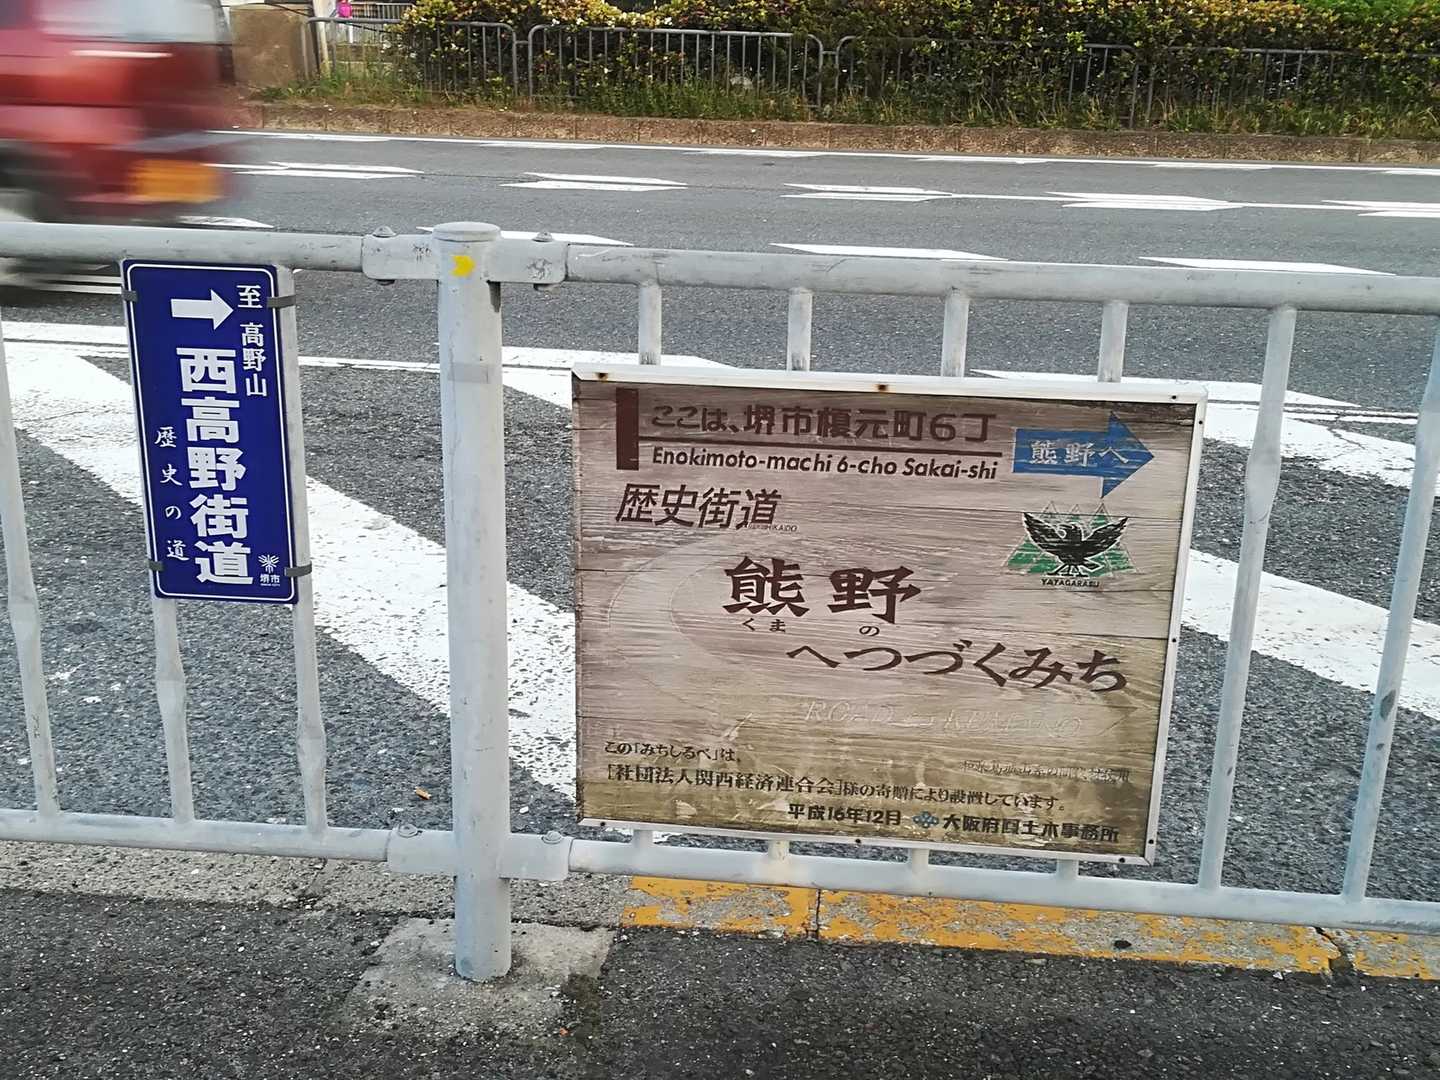 至 高野山
西高野街道
歴史の道
堺市
ここは、堺市榎元町6丁
Enokimoto-machi 6-cho Sakai-shi
熊野へ
歴史街道
YATAGARASU
熊野
くま の
へつづくみち
ROAD to KUMANO
この「みちしるべ」は、
[社団法人関西経済連合会]様の寄贈により設置しています。
平成16年12月 大阪府鳳土木事務所